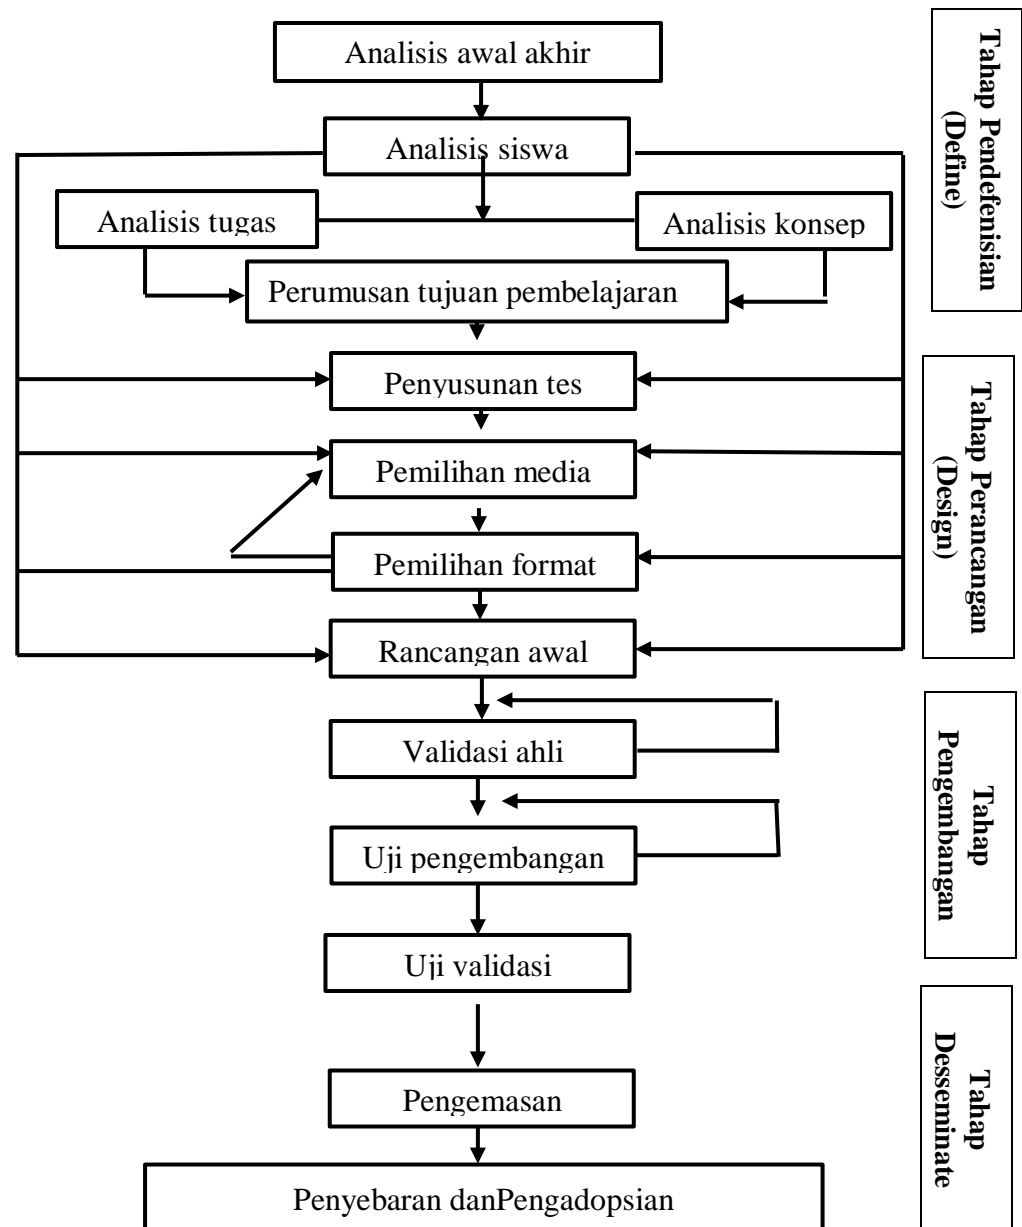 Analisis awal akhir
Analisis siswa
Analisis tugas
Analisis konsep
Perumusan tujuan pembelajaran
Penyusunan tes
Pemilihan media
Pemilihan format
Rancangan awal
Validasi ahli
Uji pengembangan
Uji validasi
Pengemasan
Penyebaran danPengadopsian
Tahap Pendefenisian
(Define)
Tahap Perancangan
(Design)
Tahap
Pengembangan
Tahap
Desseminate